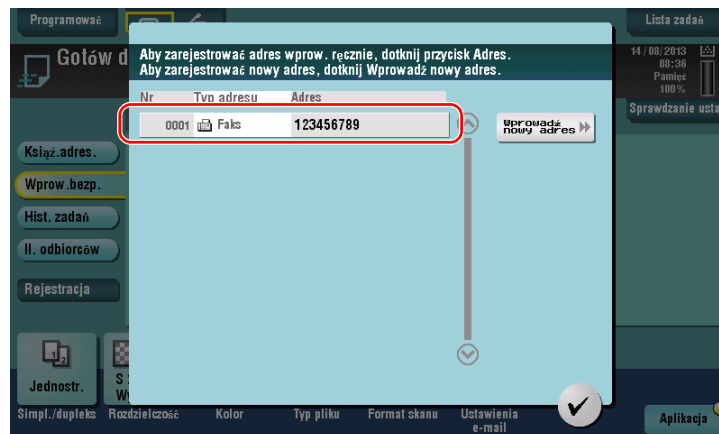 Programować
Lista zadań
Gotów d
Aby zarejestrować adres wprow. ręcznie, dotknij przycisk Adres.
Aby zarejestrować nowy adres, dotknij Wprowadź nowy adres.
14/08/2013
08:36
Pamięć
100%
Sprawdzanie usta
Nr Typ adresu Adres
0001 Faks 123456789
Wprowadź
nowy adres
Książ.adres.
Wprow.bezp.
Hist. zadań
Il. odbiorców
Rejestracja
Jednostr.
S
W
Simpl./dupleks Rozdzielczość Kolor Typ pliku Format skanu Ustawienia
e-mail
Aplikacja